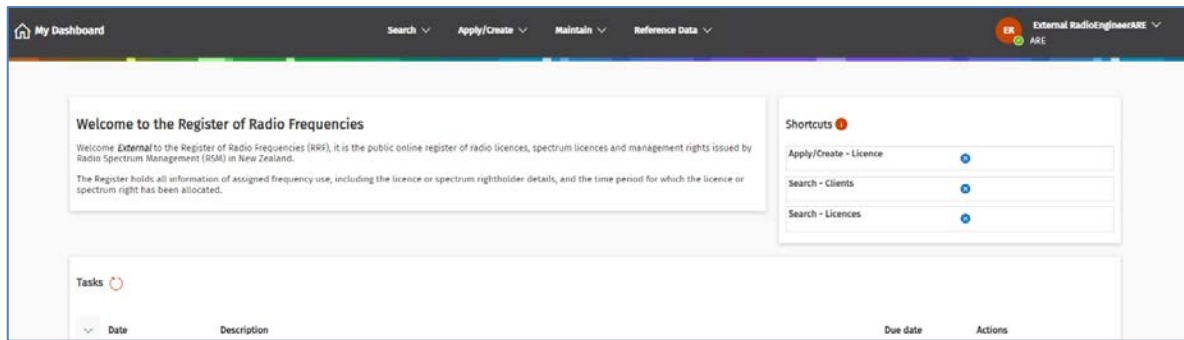 My Dashboard
Search
Apply/Create
Maintain
Reference Data
ER
External RadioEngineerARE
ARE
Welcome to the Register of Radio Frequencies
Welcome External to the Register of Radio Frequencies (RRF), it is the public online register of radio licences, spectrum licences and management rights issued by
Radio Spectrum Management (RSM) in New Zealand.
The Register holds all information of assigned frequency use, including the licence or spectrum rightholder details, and the time period for which the licence or
spectrum right has been allocated.
Shortcuts
Apply/Create - Licence
Search - Clients
Search - Licences
Tasks
Date Description Due date Actions